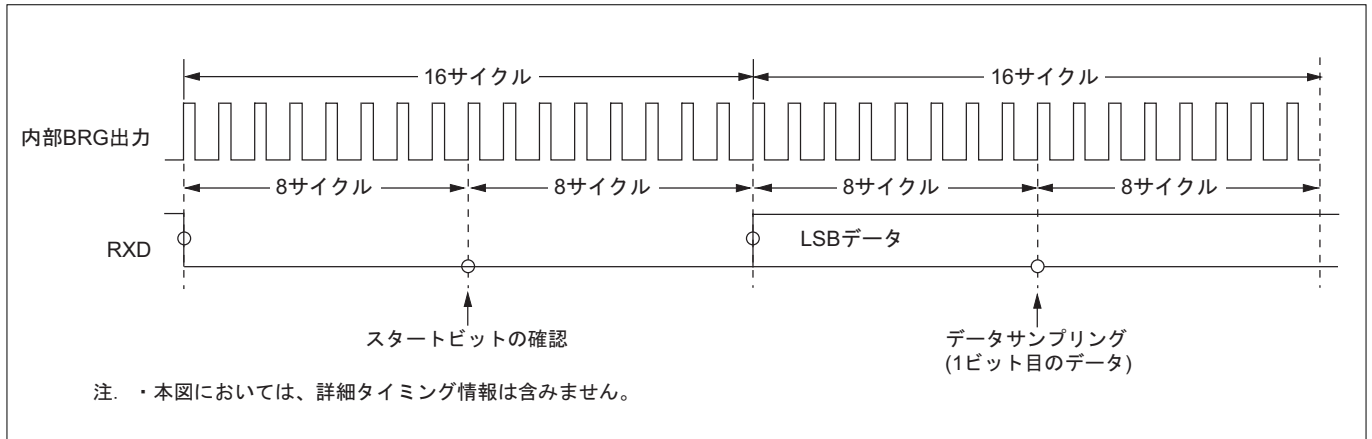 16サイクル
16サイクル
内部BRG出力
8サイクル
8サイクル
8サイクル
8サイクル
RXD
LSBデータ
スタートビットの確認
データサンプリング
(1ビット目のデータ)
注. ・本図においては、詳細タイミング情報は含みません。